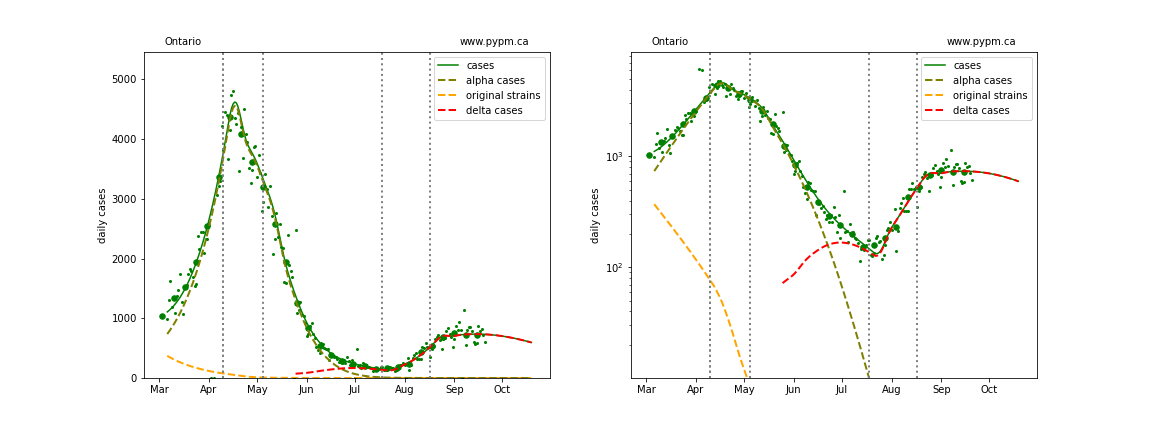 Ontario www.pypm.ca
cases
alpha cases
original strains
delta cases
5000
4000
3000
2000
1000
0
daily cases
Mar Apr May Jun Jul Aug Sep Oct
Ontario www.pypm.ca
cases
alpha cases
original strains
delta cases
10³
10²
daily cases
Mar Apr May Jun Jul Aug Sep Oct